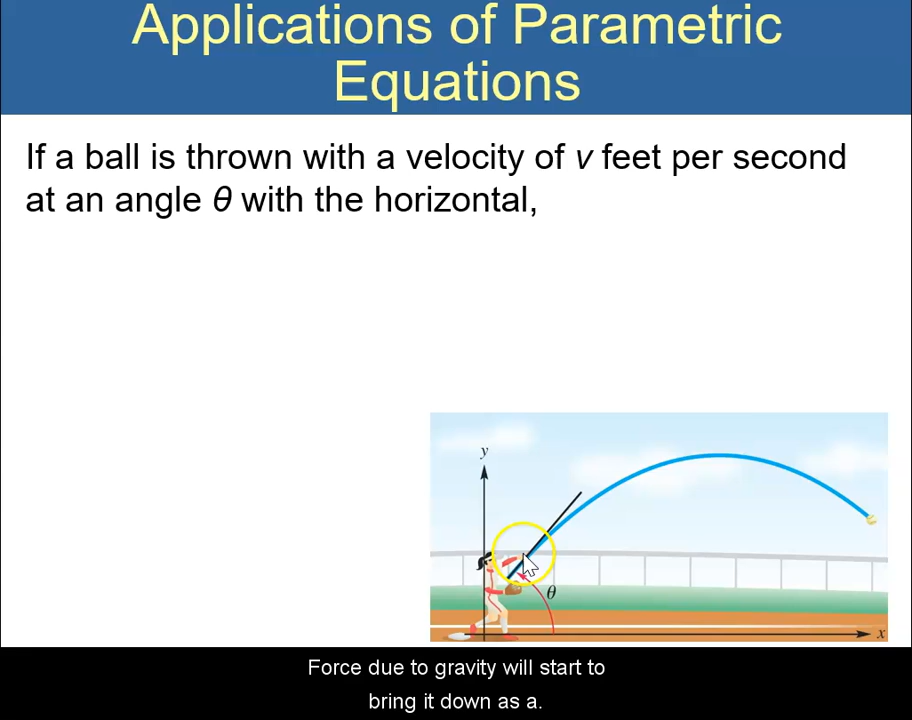 Applications of Parametric
Equations
If a ball is thrown with a velocity of v feet per second
at an angle θ with the horizontal,
y
θ
x
Force due to gravity will start to
bring it down as a.